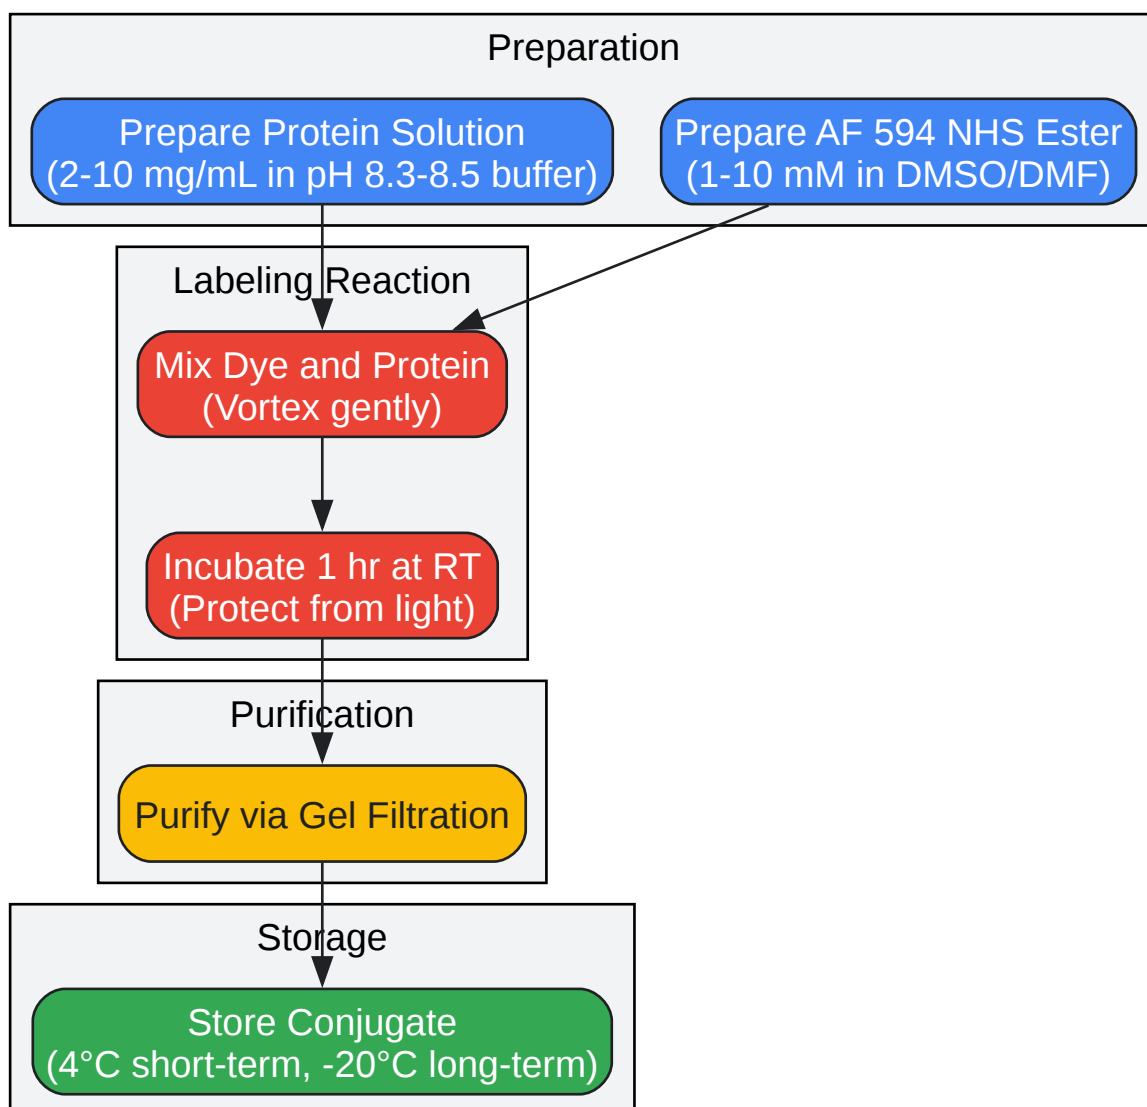 Preparation
Prepare Protein Solution
(2-10 mg/mL in pH 8.3-8.5 buffer)
Prepare AF 594 NHS Ester
(1-10 mM in DMSO/DMF)
Labeling Reaction
Mix Dye and Protein
(Vortex gently)
Incubate 1 hr at RT
(Protect from light)
Purification
Purify via Gel Filtration
Storage
Store Conjugate
(4°C short-term, -20°C long-term)